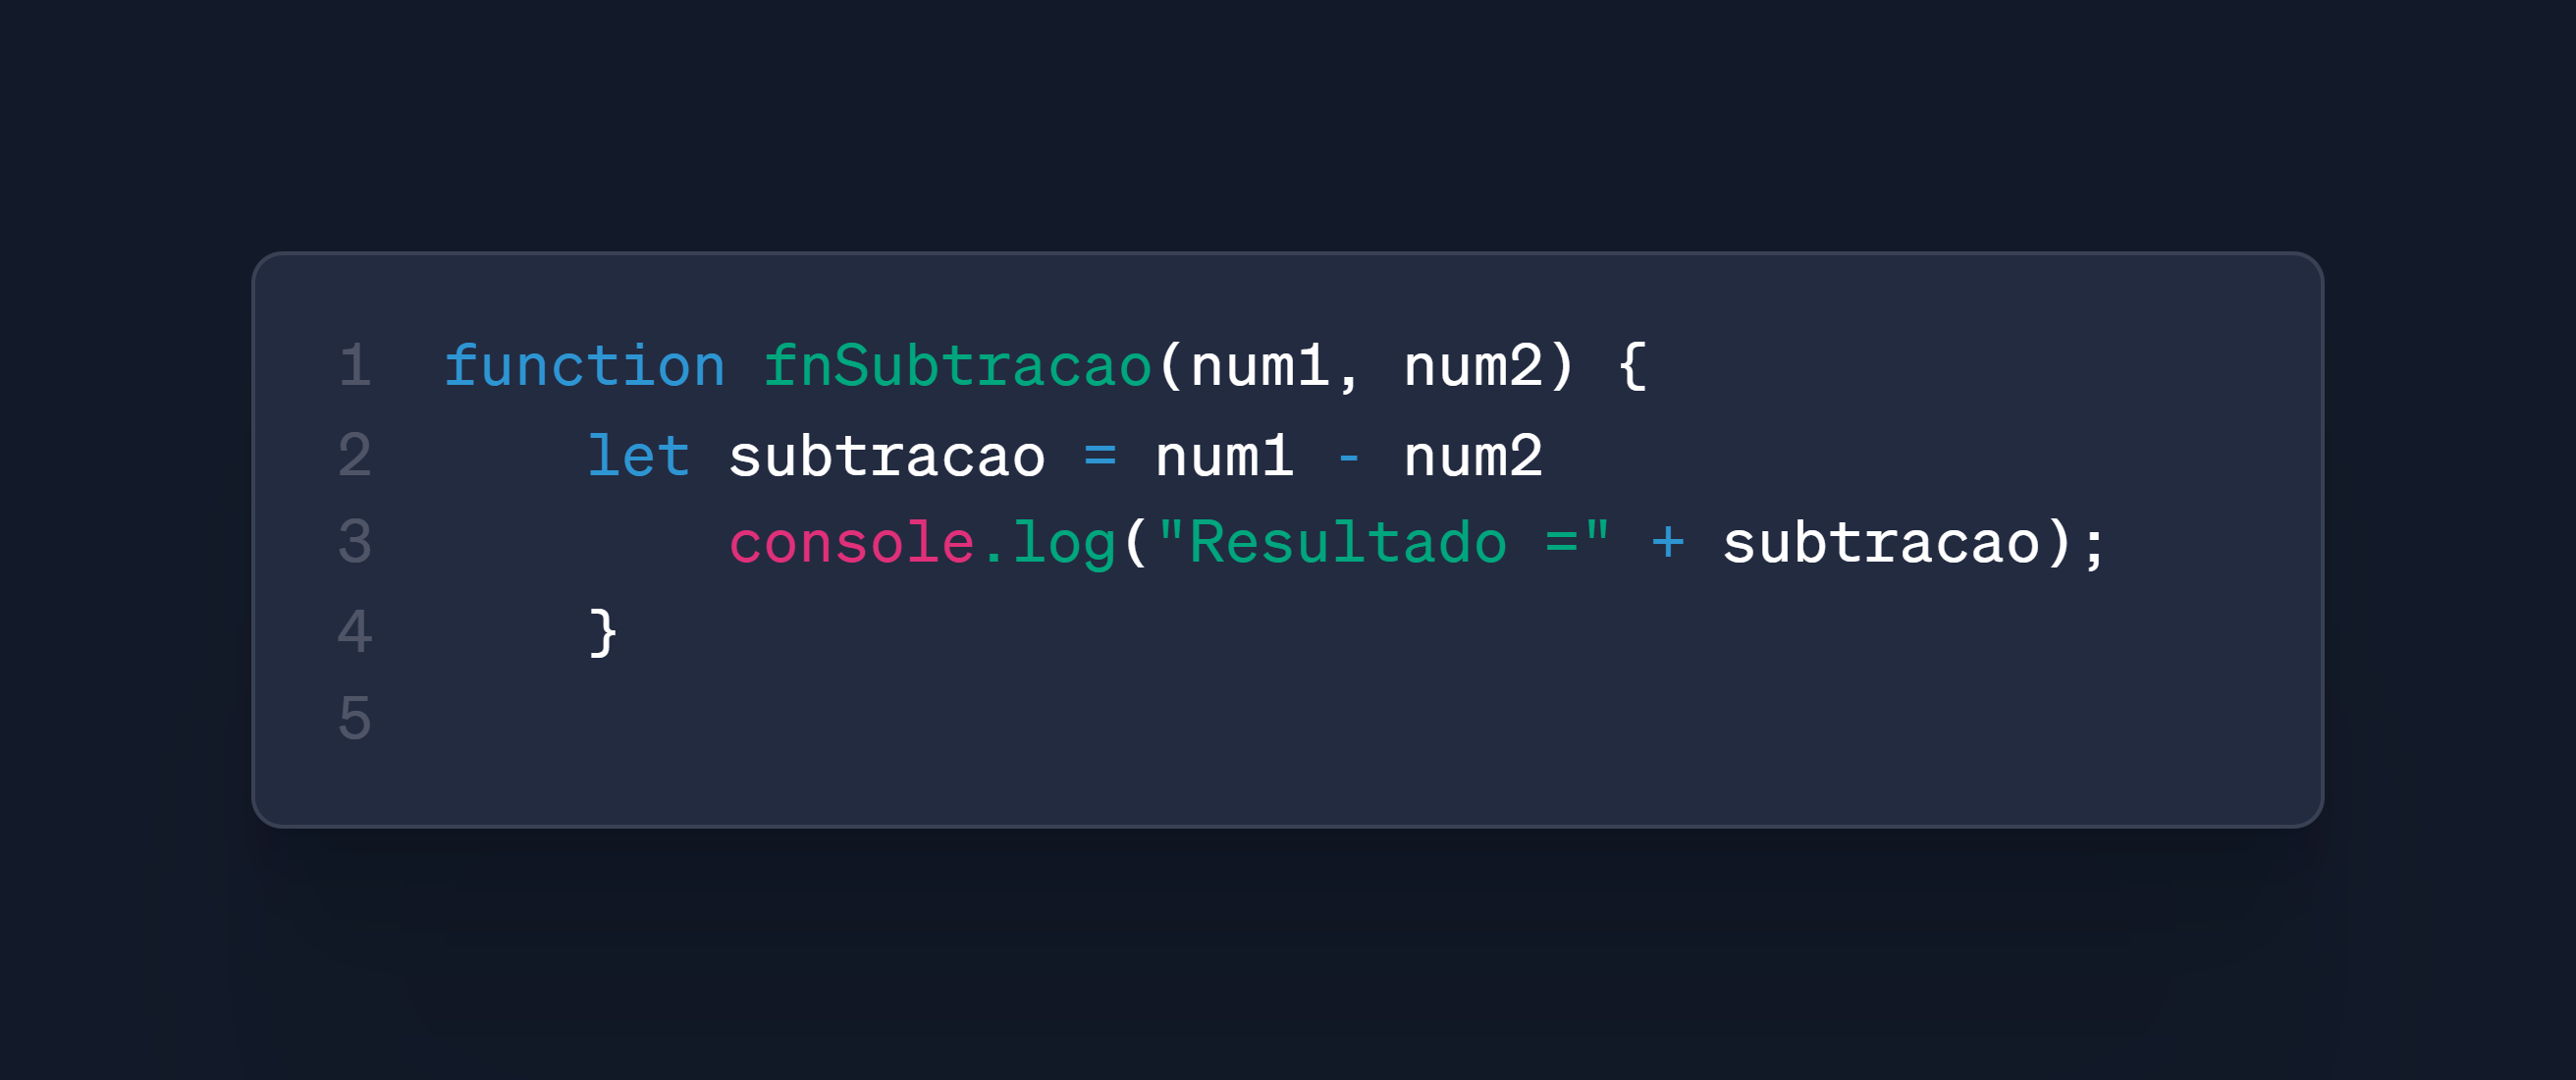 1 function fnSubtracao(num1, num2) {
2     let subtracao = num1 - num2
3         console.log("Resultado =" + subtracao);
4     }
5